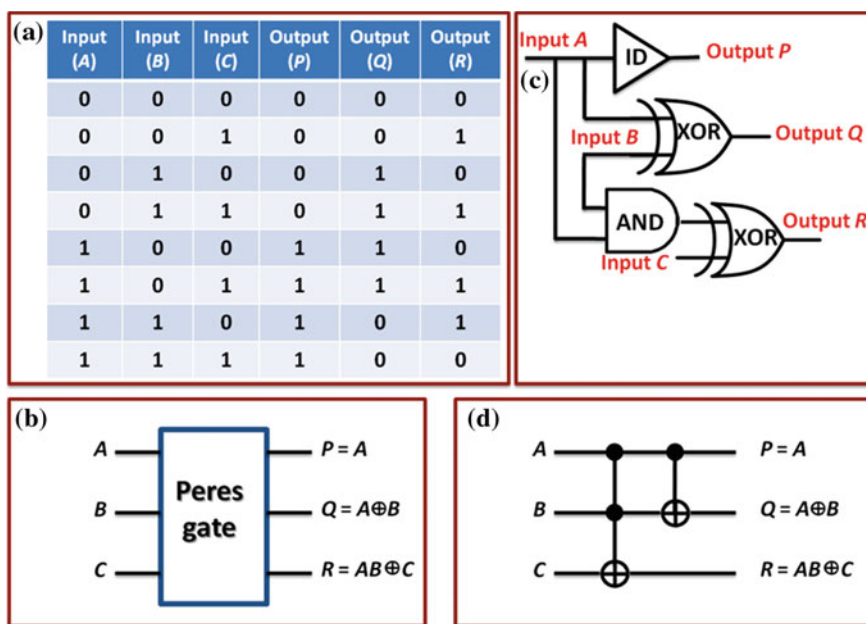 (a)
Input Input Input Output Output Output
(A) (B) (C) (P) (Q) (R)
0 0 0 0 0 0
0 0 1 0 0 1
0 1 0 0 1 0
0 1 1 0 1 1
1 0 0 1 1 0
1 0 1 1 1 1
1 1 0 1 0 1
1 1 1 1 0 0
(c)
Input A
ID
Output P
Input B
XOR
Output Q
AND
Input C
XOR
Output R
(b)
A
B
C
Peres
gate
P = A
Q = A⊕B
R = AB⊕C
(d)
A
B
C
P = A
Q = A⊕B
R = AB⊕C